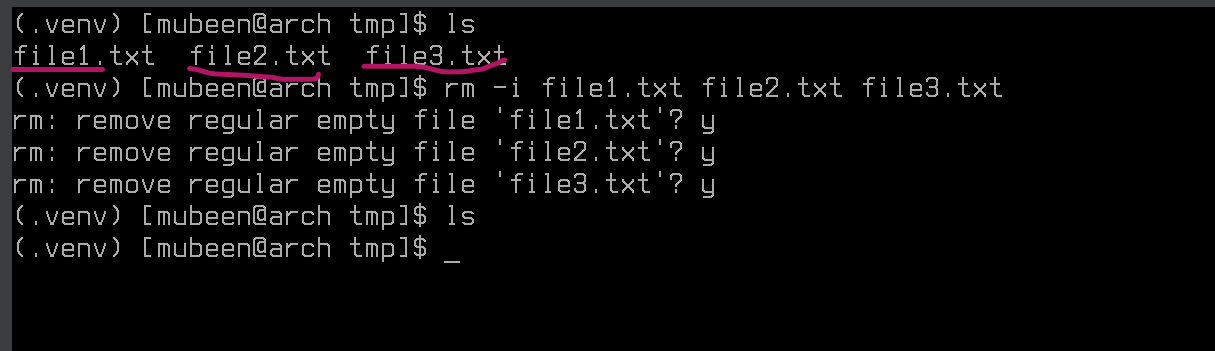 (.venv) [mubeen@arch tmp]$ ls
file1.txt  file2.txt  file3.txt
(.venv) [mubeen@arch tmp]$ rm -i file1.txt file2.txt file3.txt
rm: remove regular empty file 'file1.txt'? y
rm: remove regular empty file 'file2.txt'? y
rm: remove regular empty file 'file3.txt'? y
(.venv) [mubeen@arch tmp]$ ls
(.venv) [mubeen@arch tmp]$ _